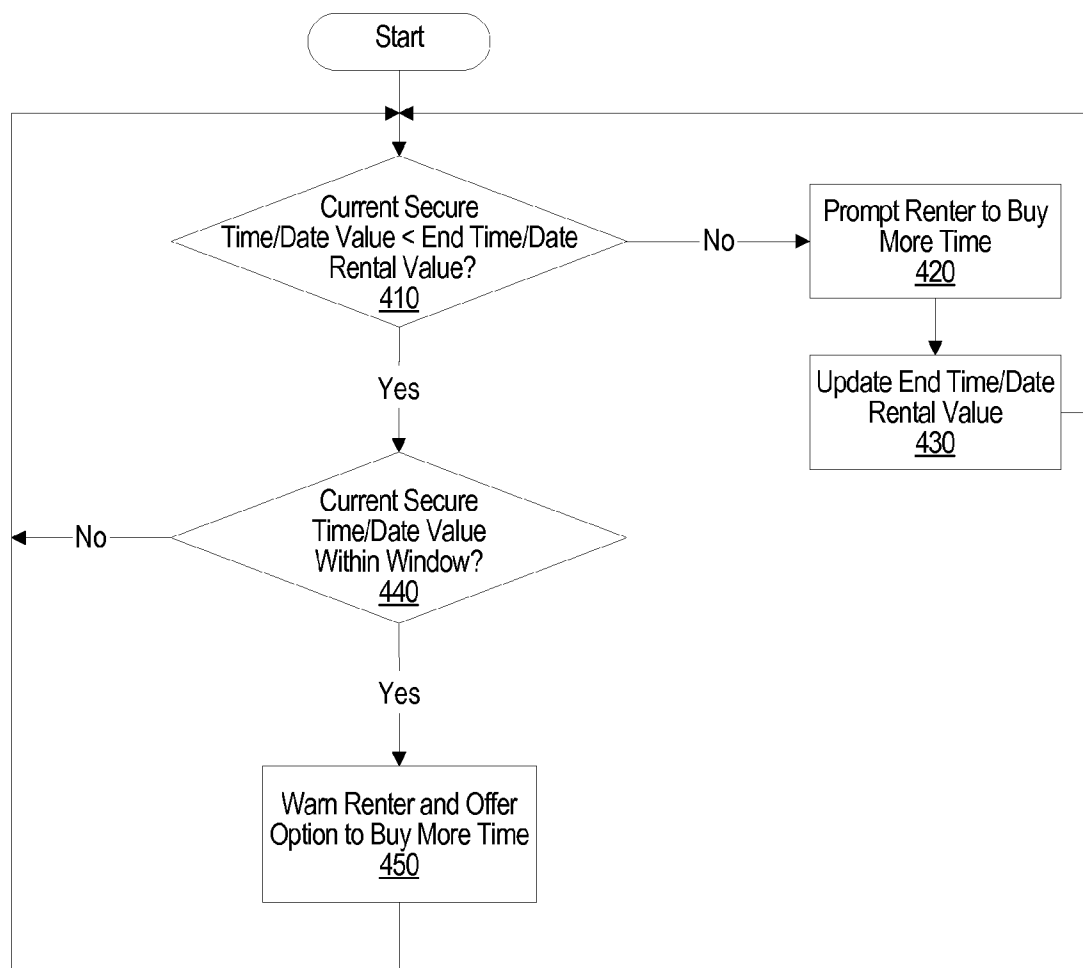 Start
Current Secure
Time/Date Value < End Time/Date
Rental Value?
410
No
Prompt Renter to Buy
More Time
420
Yes
Update End Time/Date
Rental Value
430
Current Secure
Time/Date Value
Within Window?
440
No
Yes
Warn Renter and Offer
Option to Buy More Time
450